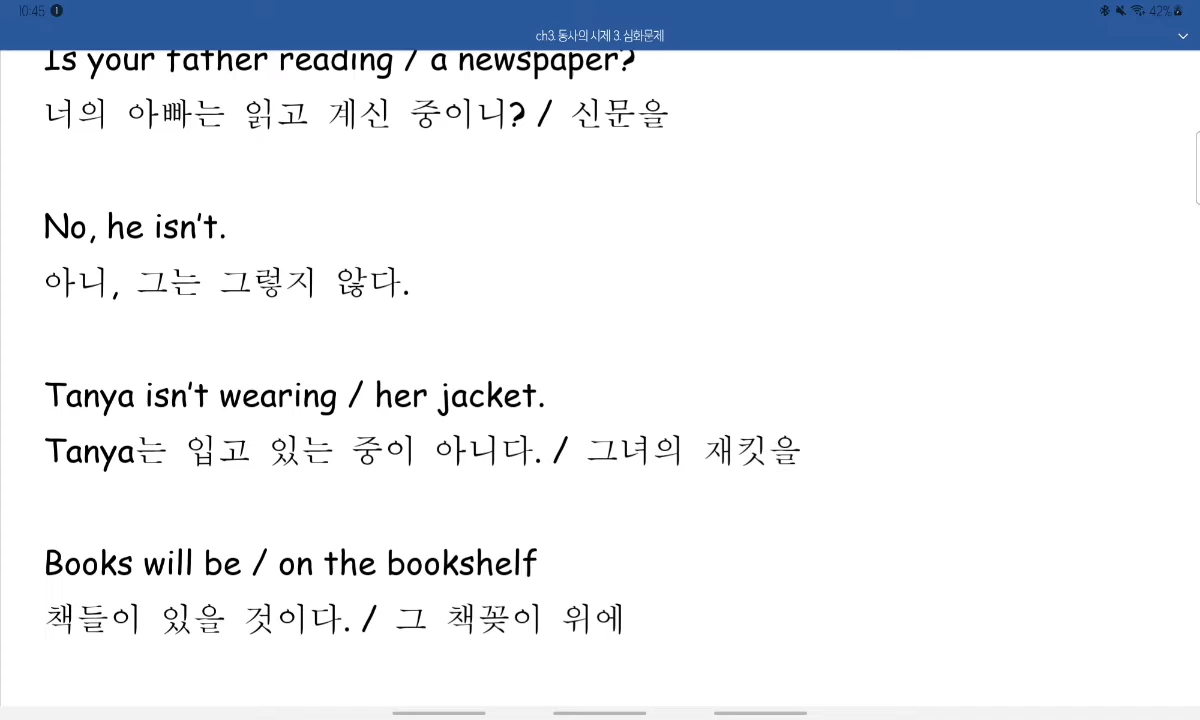 10:45
42%
ch3. 동사의 시제 3. 심화문제
Is your father reading / a newspaper?
너의 아빠는 읽고 계신 중이니? / 신문을
No, he isn't.
아니, 그는 그렇지 않다.
Tanya isn't wearing / her jacket.
Tanya는 입고 있는 중이 아니다. / 그녀의 재킷을
Books will be / on the bookshelf
책들이 있을 것이다. / 그 책꽂이 위에